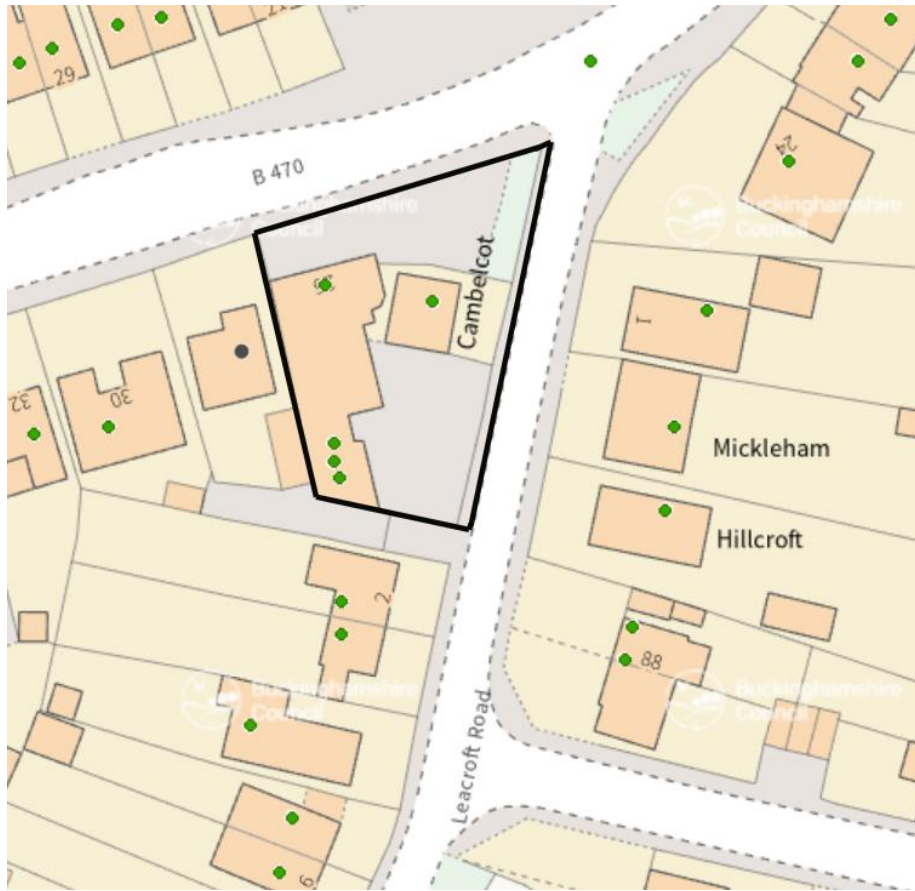 29
B 470
Buckinghamshire
Council
24
Buckinghamshire
Council
Cambelcot
1
32
30
Mickleham
Hillcroft
2
88
Buckinghamshire
Council
Buckinghamshire
Council
Leacroft Road
6